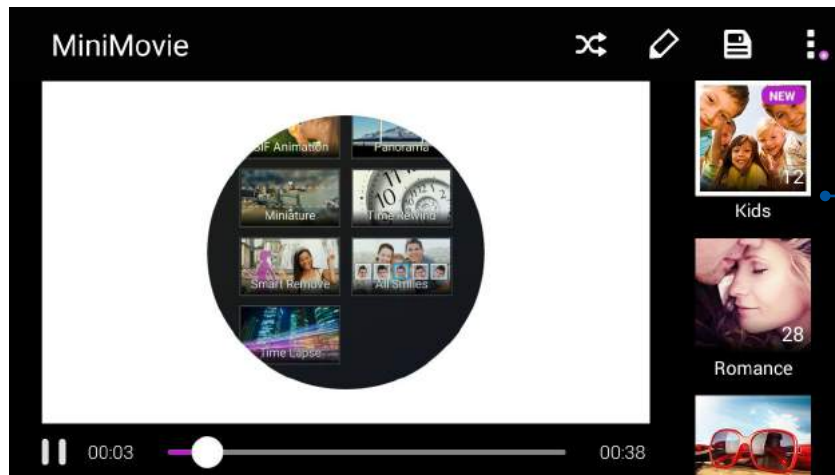 MiniMovie
NEW
12
Kids
GIF Animation
Panorama
Miniature
Time Rewind
Smart Remove
All Smiles
Time Lapse
28
Romance
00:03
00:38